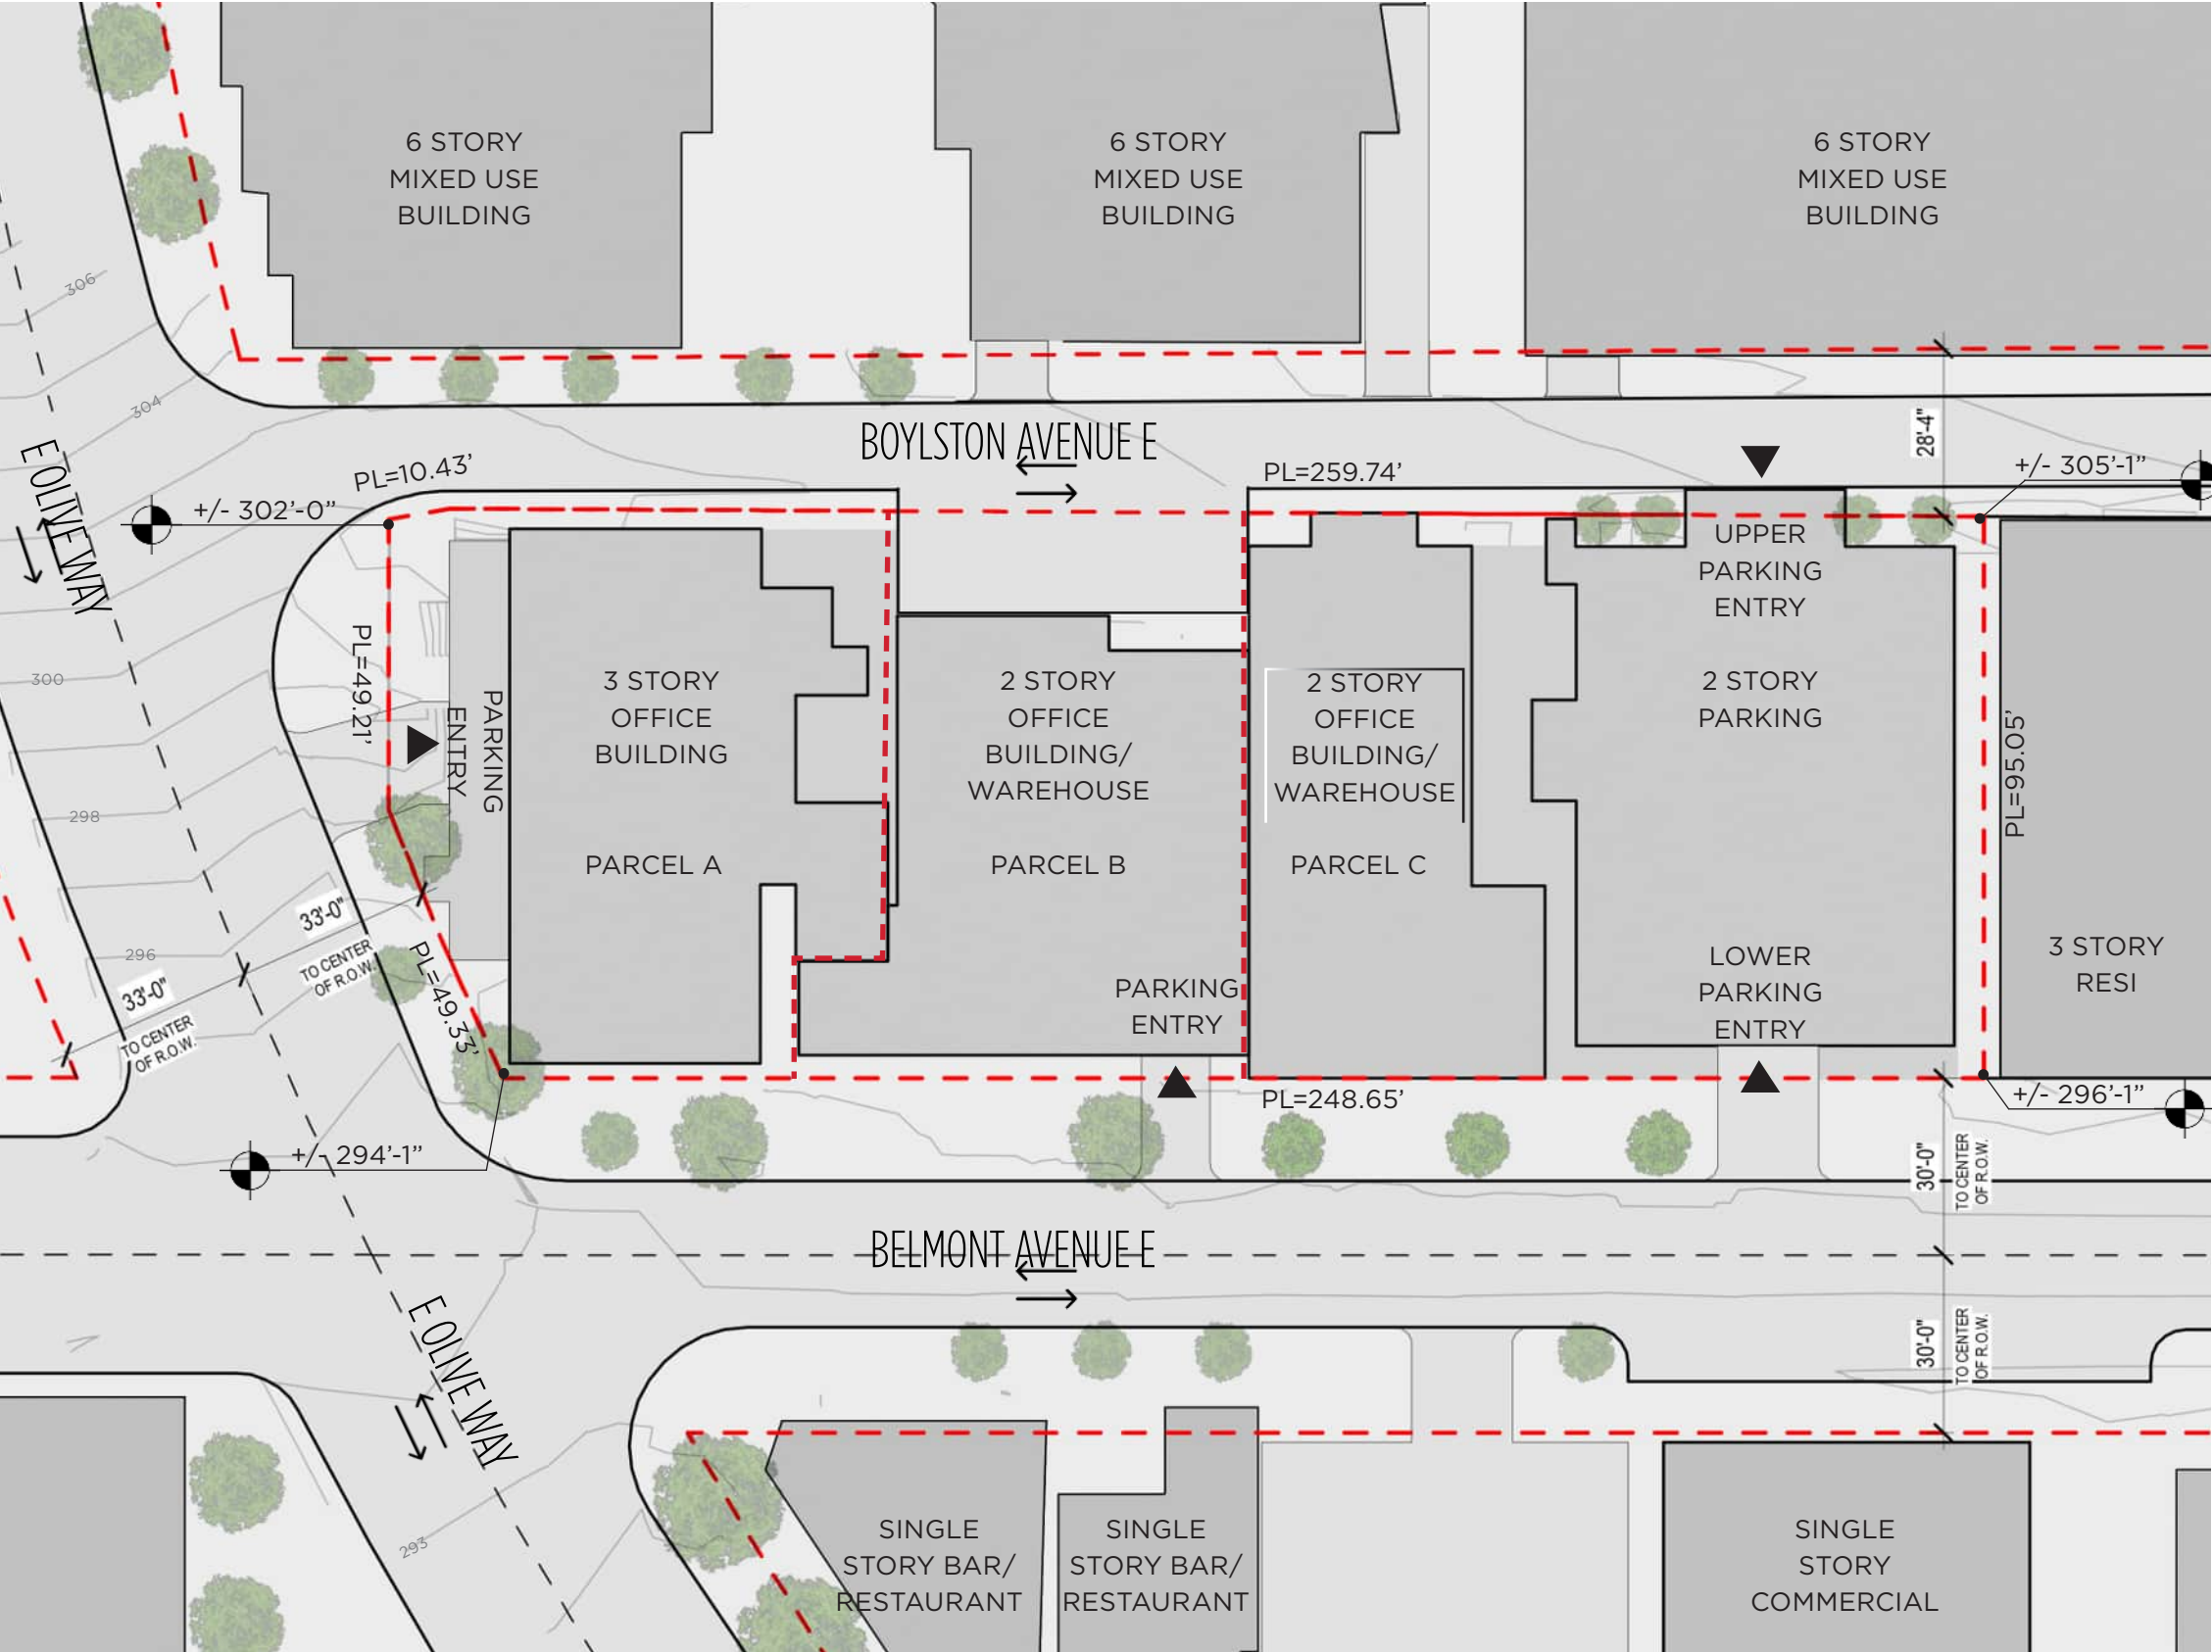 6 STORY
MIXED USE
BUILDING
6 STORY
MIXED USE
BUILDING
6 STORY
MIXED USE
BUILDING
306
304
BOYLSTON AVENUE E
28'-4"
E OLIVE WAY
PL=10.43'
+/- 302'-0"
PL=259.74'
+/- 305'-1"
UPPER
PARKING
ENTRY
PL=49.21'
300
298
296
PARKING
ENTRY
3 STORY
OFFICE
BUILDING
PARCEL A
2 STORY
OFFICE
BUILDING/
WAREHOUSE
PARCEL B
2 STORY
OFFICE
BUILDING/
WAREHOUSE
PARCEL C
2 STORY
PARKING
PL=95.05'
3 STORY
RESI
33'-0"
TO CENTER
OF R.O.W.
33'-0"
TO CENTER
OF R.O.W.
PL=49.33'
PARKING
ENTRY
LOWER
PARKING
ENTRY
PL=248.65'
+/- 296'-1"
+/- 294'-1"
30'-0"
TO CENTER
OF R.O.W.
BELMONT AVENUE E
E OLIVE WAY
30'-0"
TO CENTER
OF R.O.W.
293
SINGLE
STORY BAR/
RESTAURANT
SINGLE
STORY BAR/
RESTAURANT
SINGLE
STORY
COMMERCIAL